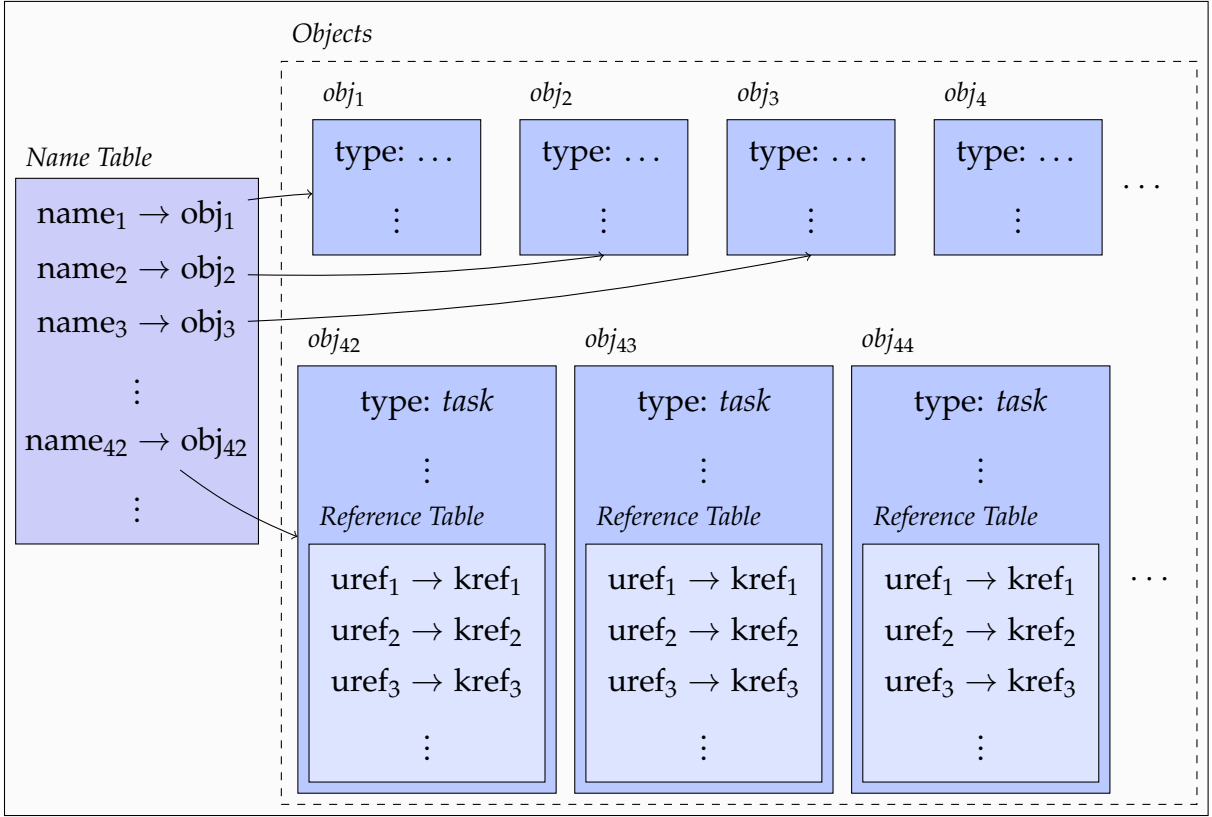 Objects
obj₁ obj₂ obj₃ obj₄
type: … type: … type: … type: …
⋮ ⋮ ⋮ ⋮ …
Name Table
name₁ → obj₁
name₂ → obj₂
name₃ → obj₃
⋮
name₄₂ → obj₄₂
⋮
obj₄₂ obj₄₃ obj₄₄
type: task type: task type: task
⋮ ⋮ ⋮
Reference Table Reference Table Reference Table
uref₁ → kref₁ uref₁ → kref₁ uref₁ → kref₁ …
uref₂ → kref₂ uref₂ → kref₂ uref₂ → kref₂
uref₃ → kref₃ uref₃ → kref₃ uref₃ → kref₃
⋮ ⋮ ⋮